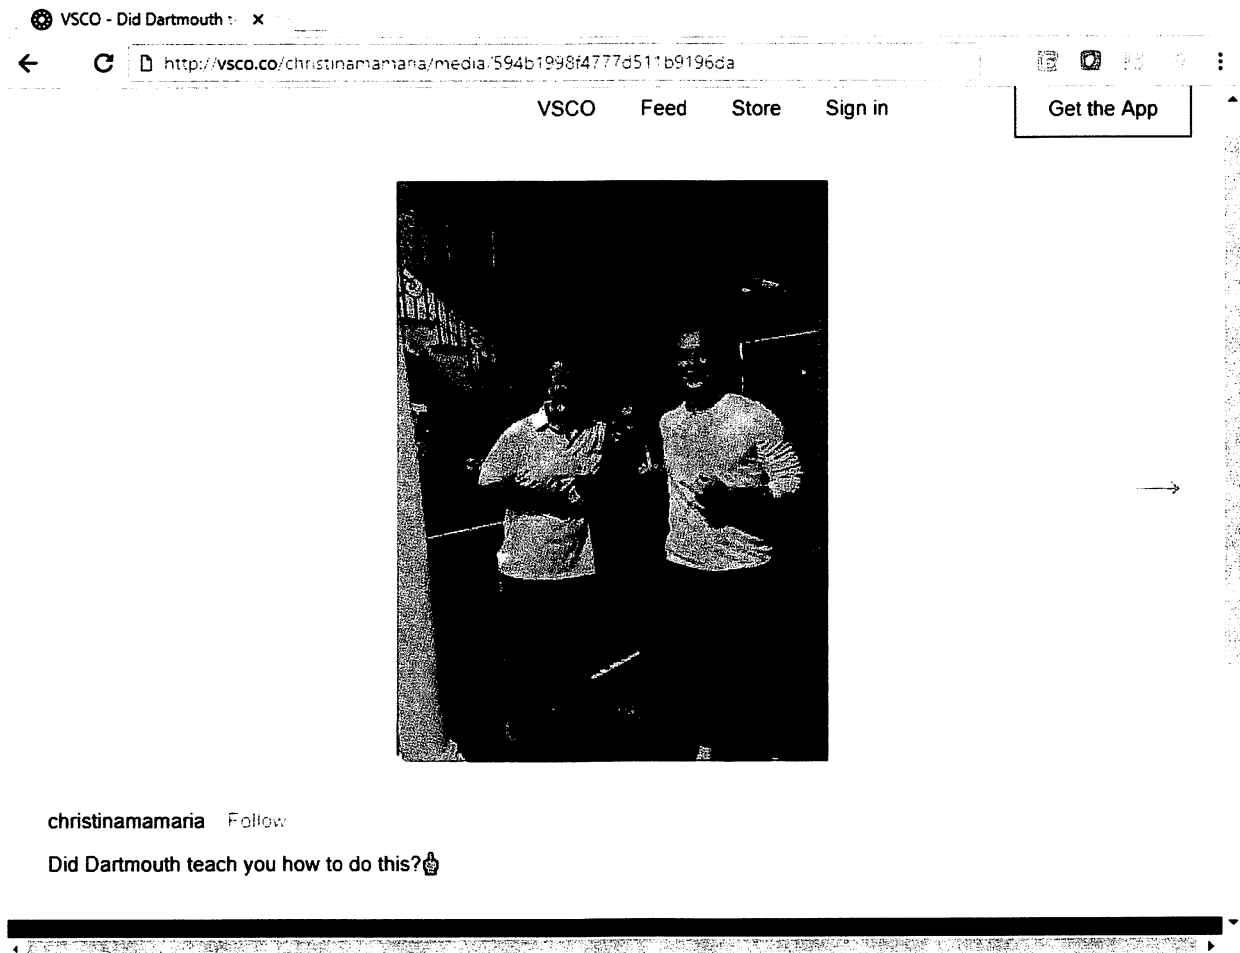 VSCO - Did Dartmouth t
http://vsco.co/christinamamaria/media/594b1998f4777d511b9196da
VSCO Feed Store Sign in Get the App
christinamamaria Follow
Did Dartmouth teach you how to do this?🖕